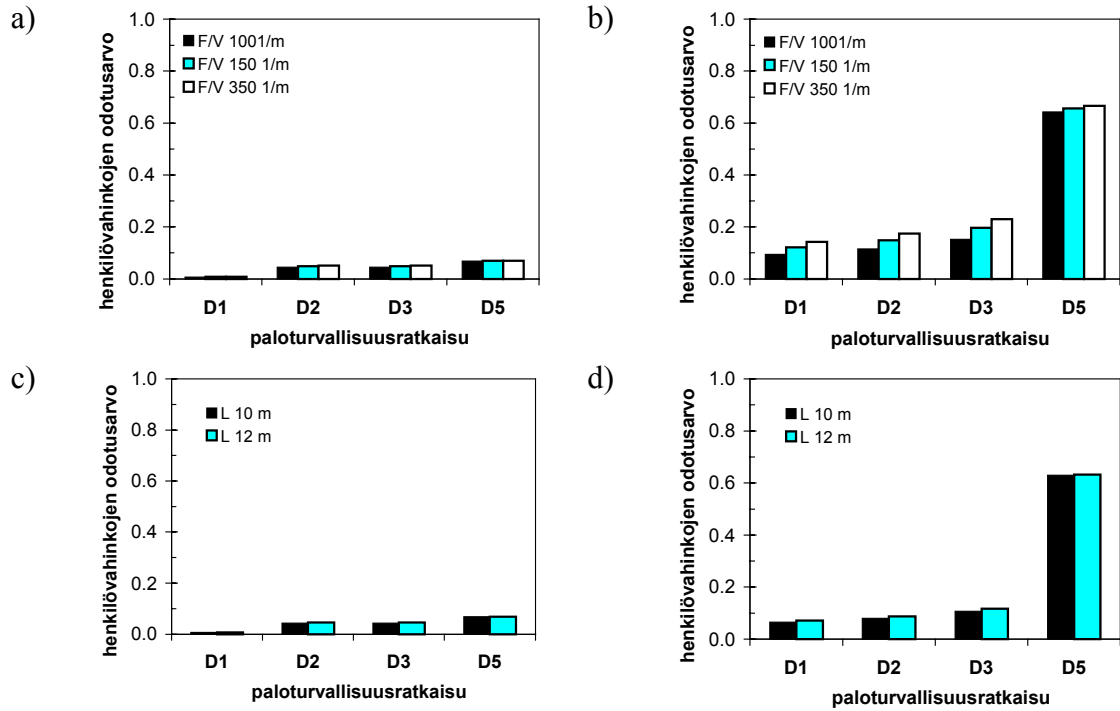 a)
henkilövahinkojen odotusarvo
1.0
0.8
0.6
0.4
0.2
0.0
F/V 1001/m
F/V 150 1/m
F/V 350 1/m
D1 D2 D3 D5
paloturvallisuusratkaisu
b)
henkilövahinkojen odotusarvo
1.0
0.8
0.6
0.4
0.2
0.0
F/V 1001/m
F/V 150 1/m
F/V 350 1/m
D1 D2 D3 D5
paloturvallisuusratkaisu
c)
henkilövahinkojen odotusarvo
1.0
0.8
0.6
0.4
0.2
0.0
L 10 m
L 12 m
D1 D2 D3 D5
paloturvallisuusratkaisu
d)
henkilövahinkojen odotusarvo
1.0
0.8
0.6
0.4
0.2
0.0
L 10 m
L 12 m
D1 D2 D3 D5
paloturvallisuusratkaisu